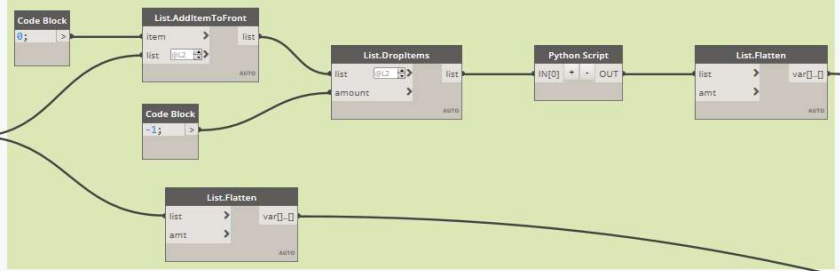 Code Block
0; >
List.AddItemToFront
item > list
list @L2 >
AUTO
Code Block
-1; >
List.DropItems
list @L2 > list
amount >
AUTO
Python Script
IN[0] + - OUT
List.Flatten
list > var[]..[]
amt >
AUTO
List.Flatten
list > var[]..[]
amt >
AUTO